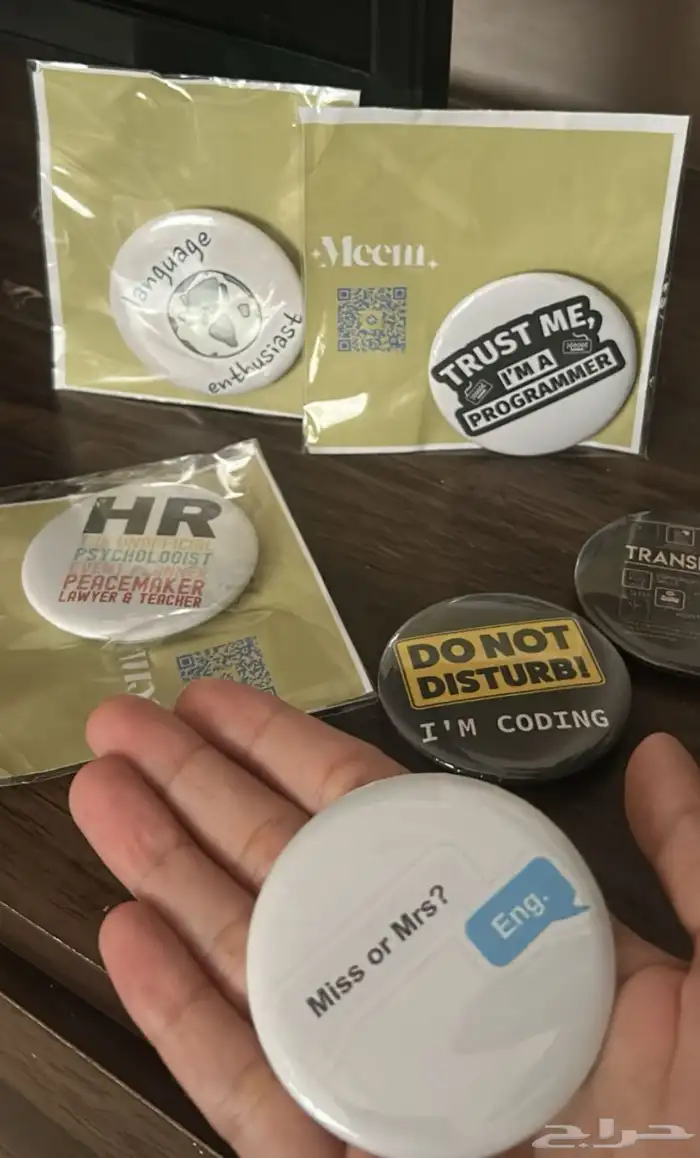 language
enthusiast
Meem
TRUST ME,
I'M A
PROGRAMMER
HR
PSYCHOLOGIST
PEACEMAKER
LAWYER & TEACHER
DO NOT
DISTURB!
I'M CODING
Miss or Mrs?
Eng.
حراج